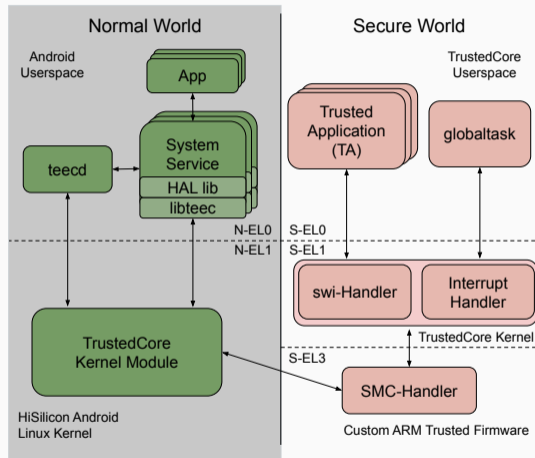 Normal World
Secure World
Android
Userspace
TrustedCore
Userspace
App
Trusted
Application
(TA)
globaltask
System
Service
teecd
HAL lib
libteec
N-EL0
S-EL0
N-EL1
S-EL1
swi-Handler
Interrupt
Handler
TrustedCore Kernel
TrustedCore
Kernel Module
S-EL3
SMC-Handler
HiSilicon Android
Linux Kernel
Custom ARM Trusted Firmware